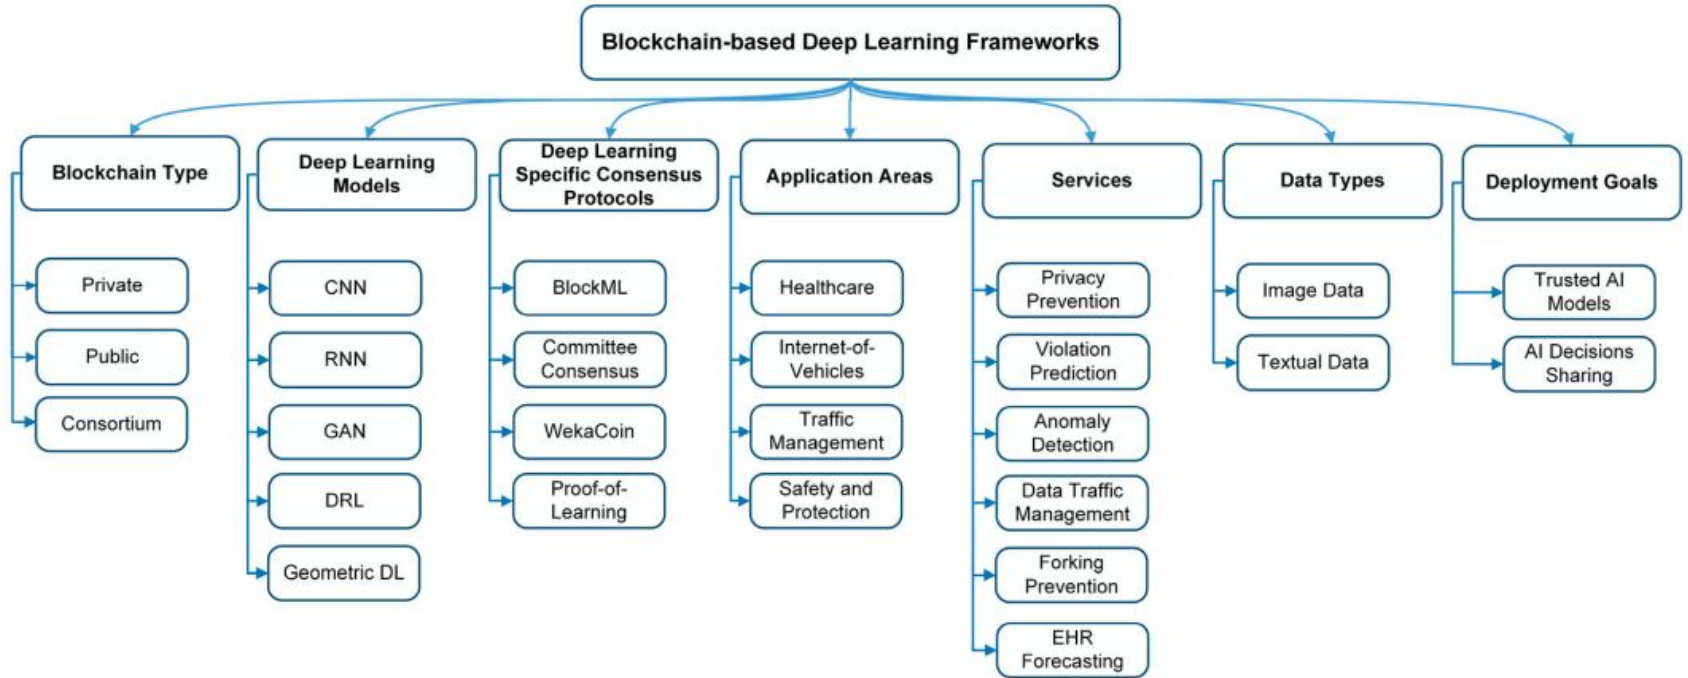 Blockchain-based Deep Learning Frameworks
Blockchain Type
Private
Public
Consortium
Deep Learning
Models
CNN
RNN
GAN
DRL
Geometric DL
Deep Learning
Specific Consensus
Protocols
BlockML
Committee
Consensus
WekaCoin
Proof-of-
Learning
Application Areas
Healthcare
Internet-of-
Vehicles
Traffic
Management
Safety and
Protection
Services
Privacy
Prevention
Violation
Prediction
Anomaly
Detection
Data Traffic
Management
Forking
Prevention
EHR
Forecasting
Data Types
Image Data
Textual Data
Deployment Goals
Trusted AI
Models
AI Decisions
Sharing